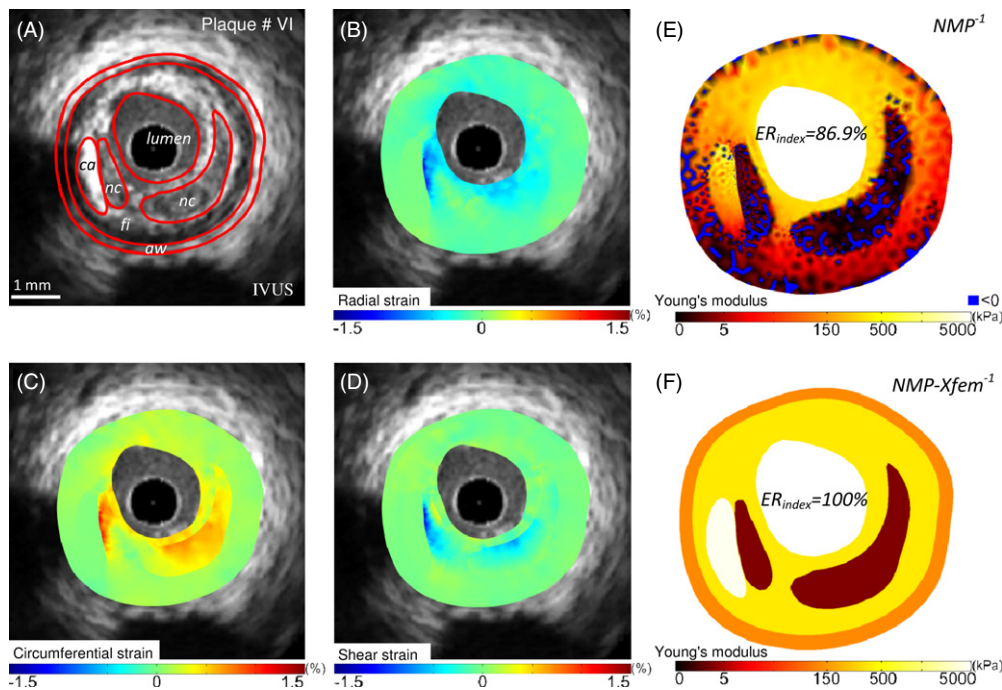 (A) Plaque # VI
lumen
ca
nc
nc
fi
aw
1 mm
IVUS
(B)
Radial strain
(%)
-1.5 0 1.5
(E) NMP-1
ERindex=86.9%
Young's modulus <0
(kPa)
0 5 150 500 5000
(C)
Circumferential strain
(%)
-1.5 0 1.5
(D)
Shear strain
(%)
-1.5 0 1.5
(F) NMP-Xfem-1
ERindex=100%
Young's modulus
(kPa)
0 5 150 500 5000